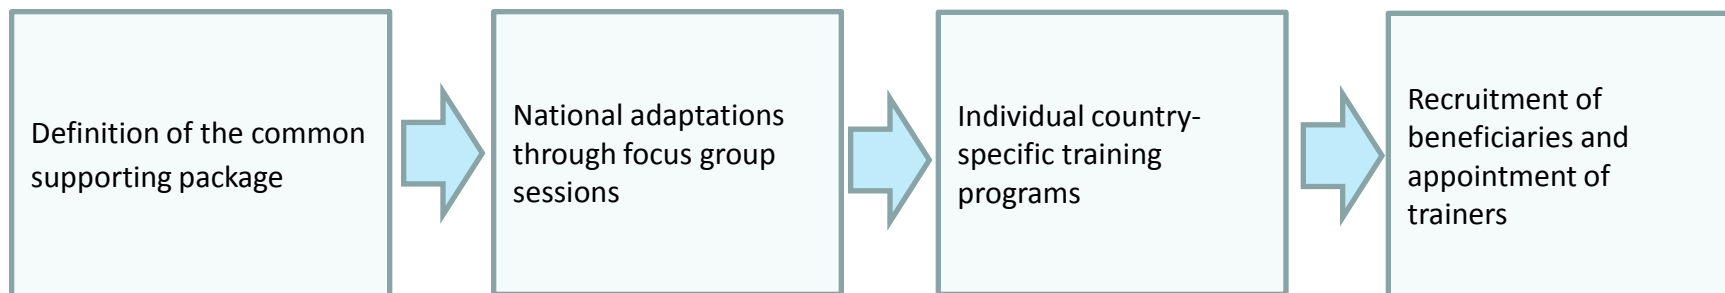 Definition of the common
supporting package
National adaptations
through focus group
sessions
Individual country-
specific training
programs
Recruitment of
beneficiaries and
appointment of
trainers